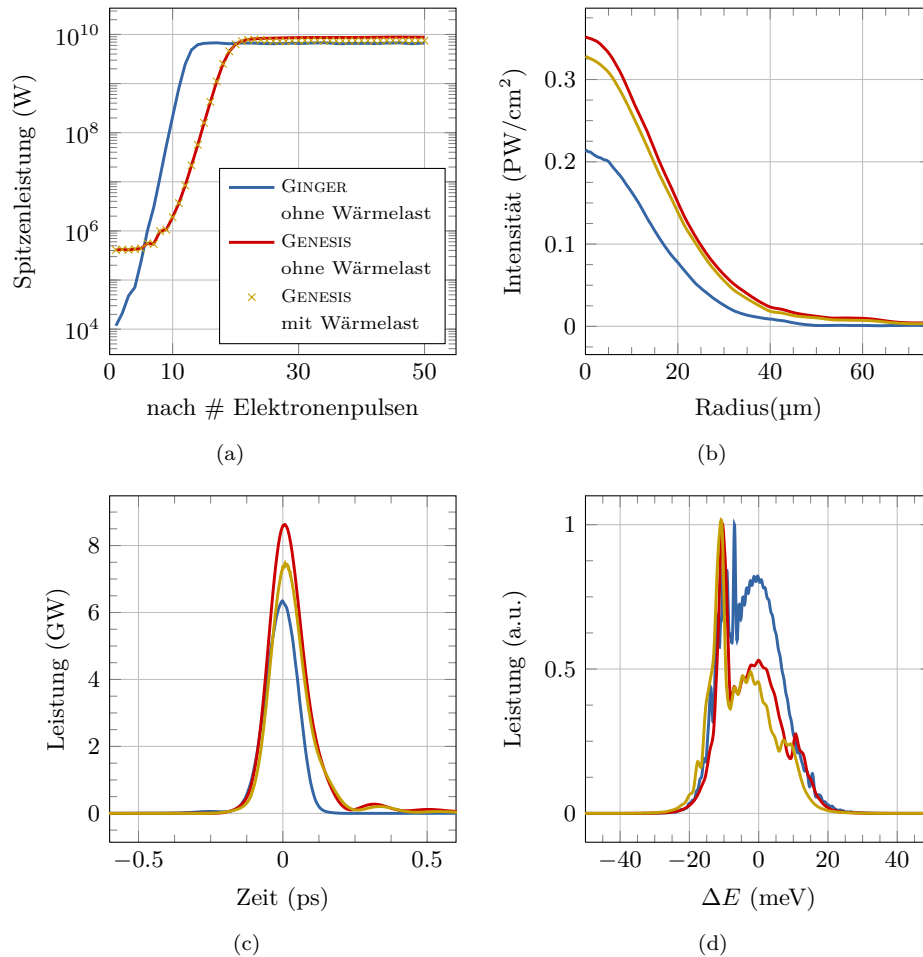 10^10
10^8
10^6
10^4
Spitzenleistung (W)
GINGER
ohne Wärmelast
GENESIS
ohne Wärmelast
GENESIS
mit Wärmelast
0 10 30 50
nach # Elektronenpulsen
(a)
0.3
0.2
0.1
0
Intensität (PW/cm²)
0 20 40 60
Radius(µm)
(b)
8
6
4
2
0
Leistung (GW)
−0.5 0 0.5
Zeit (ps)
(c)
1
0.5
0
Leistung (a.u.)
−40 −20 0 20 40
ΔE (meV)
(d)